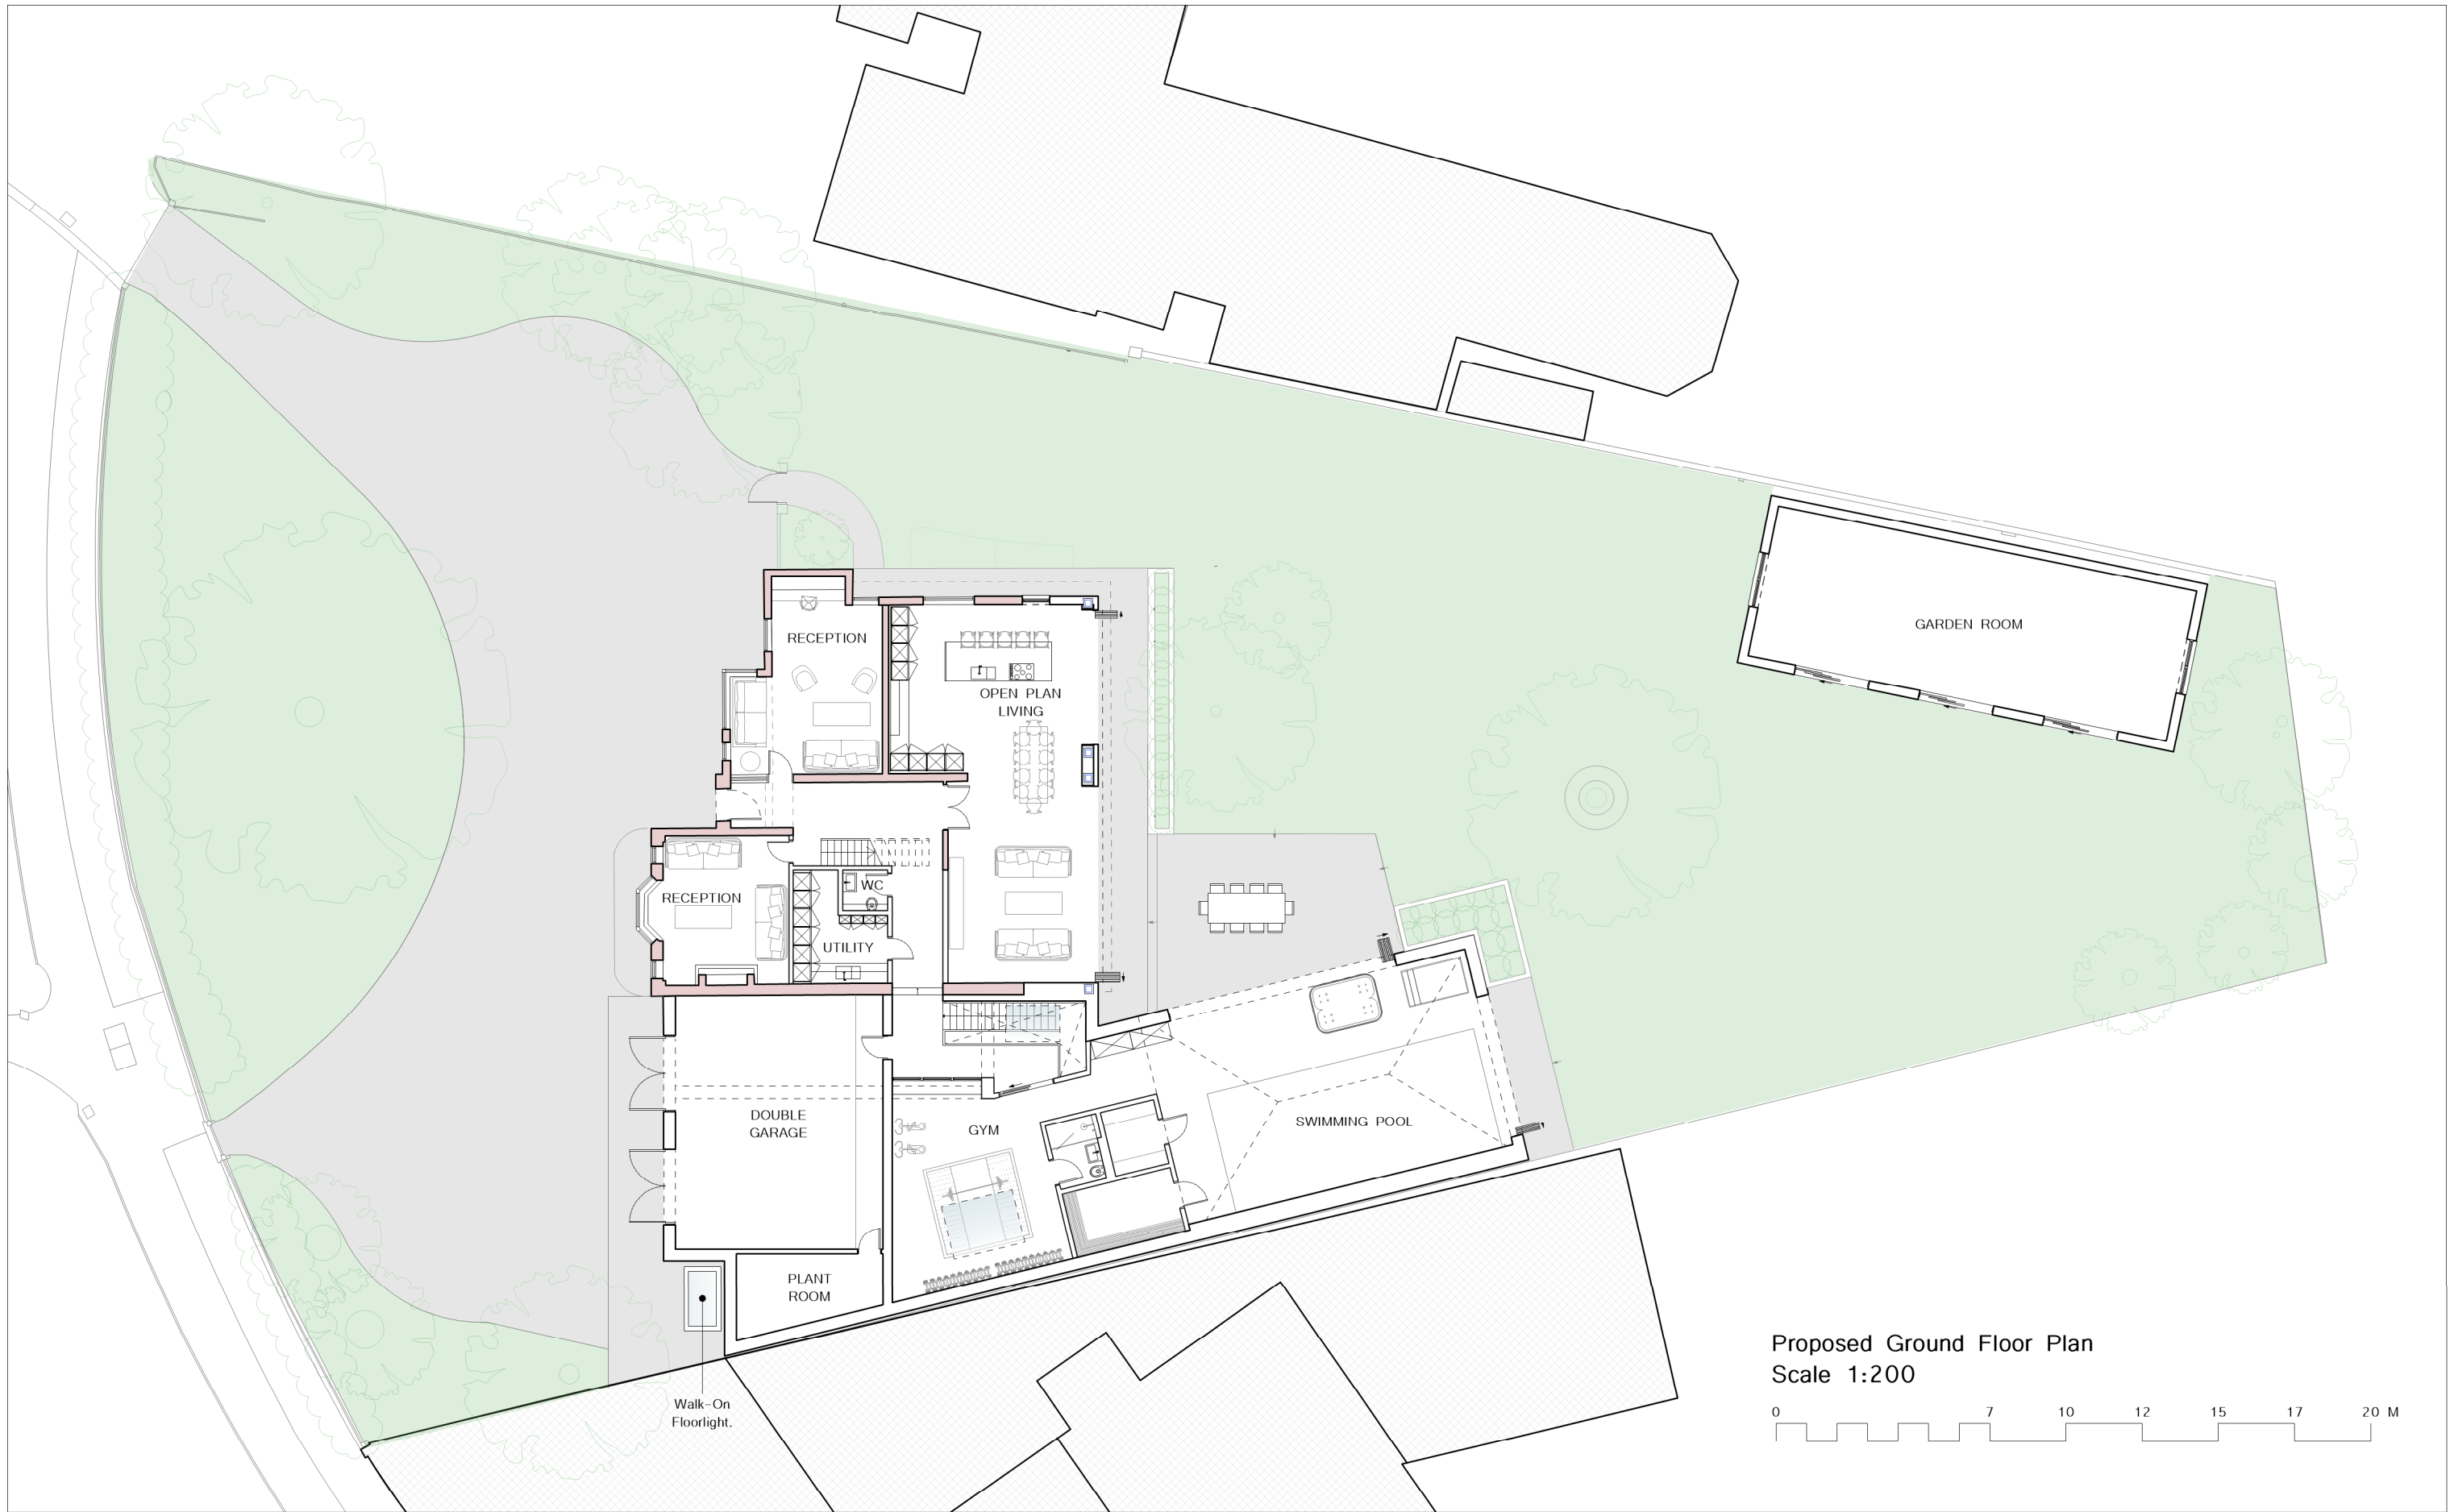 RECEPTION
GARDEN ROOM
OPEN PLAN
LIVING
WC
RECEPTION
UTILITY
DOUBLE
GARAGE
GYM
SWIMMING POOL
PLANT
ROOM
Walk-On
Floorlight.
Proposed Ground Floor Plan
Scale 1:200
0 7 10 12 15 17 20 M